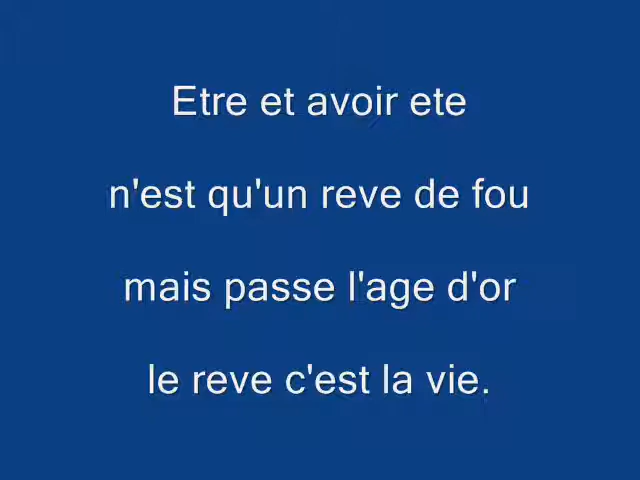 Etre et avoir ete
n'est qu'un reve de fou
mais passe l'age d'or
le reve c'est la vie.